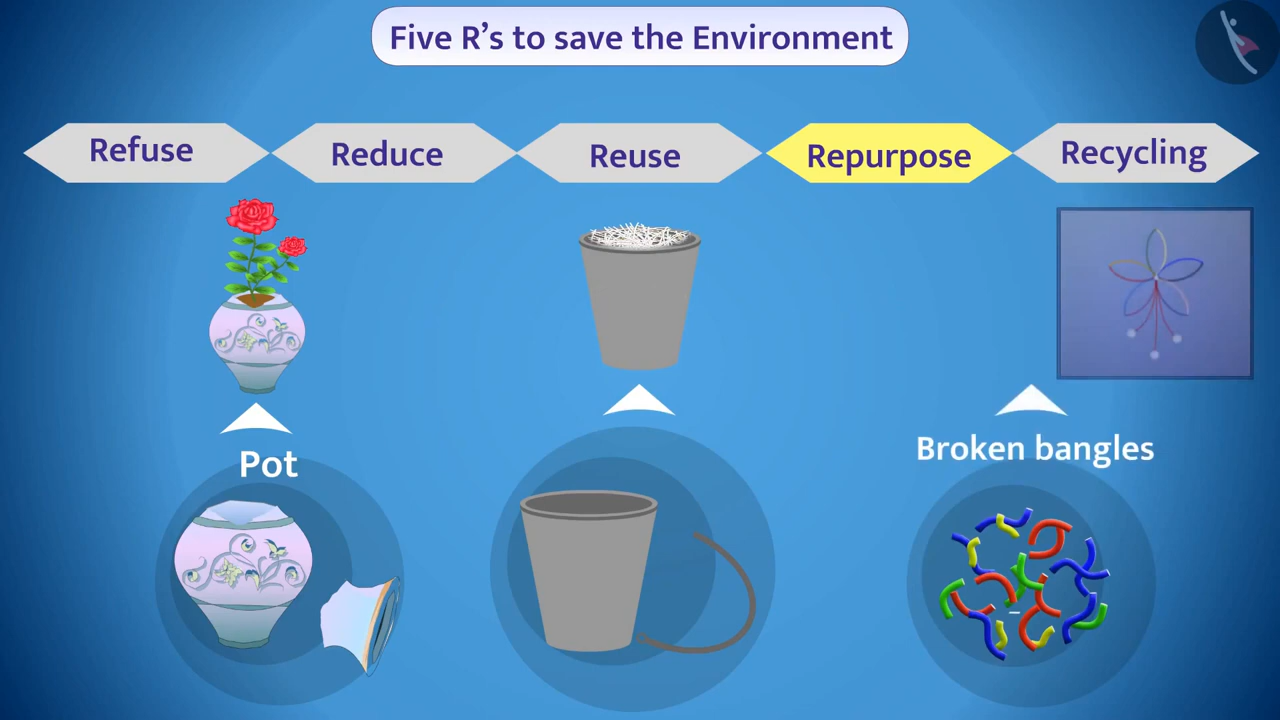 Five R’s to save the Environment
Refuse
Reduce
Reuse
Repurpose
Recycling
Pot
Broken bangles